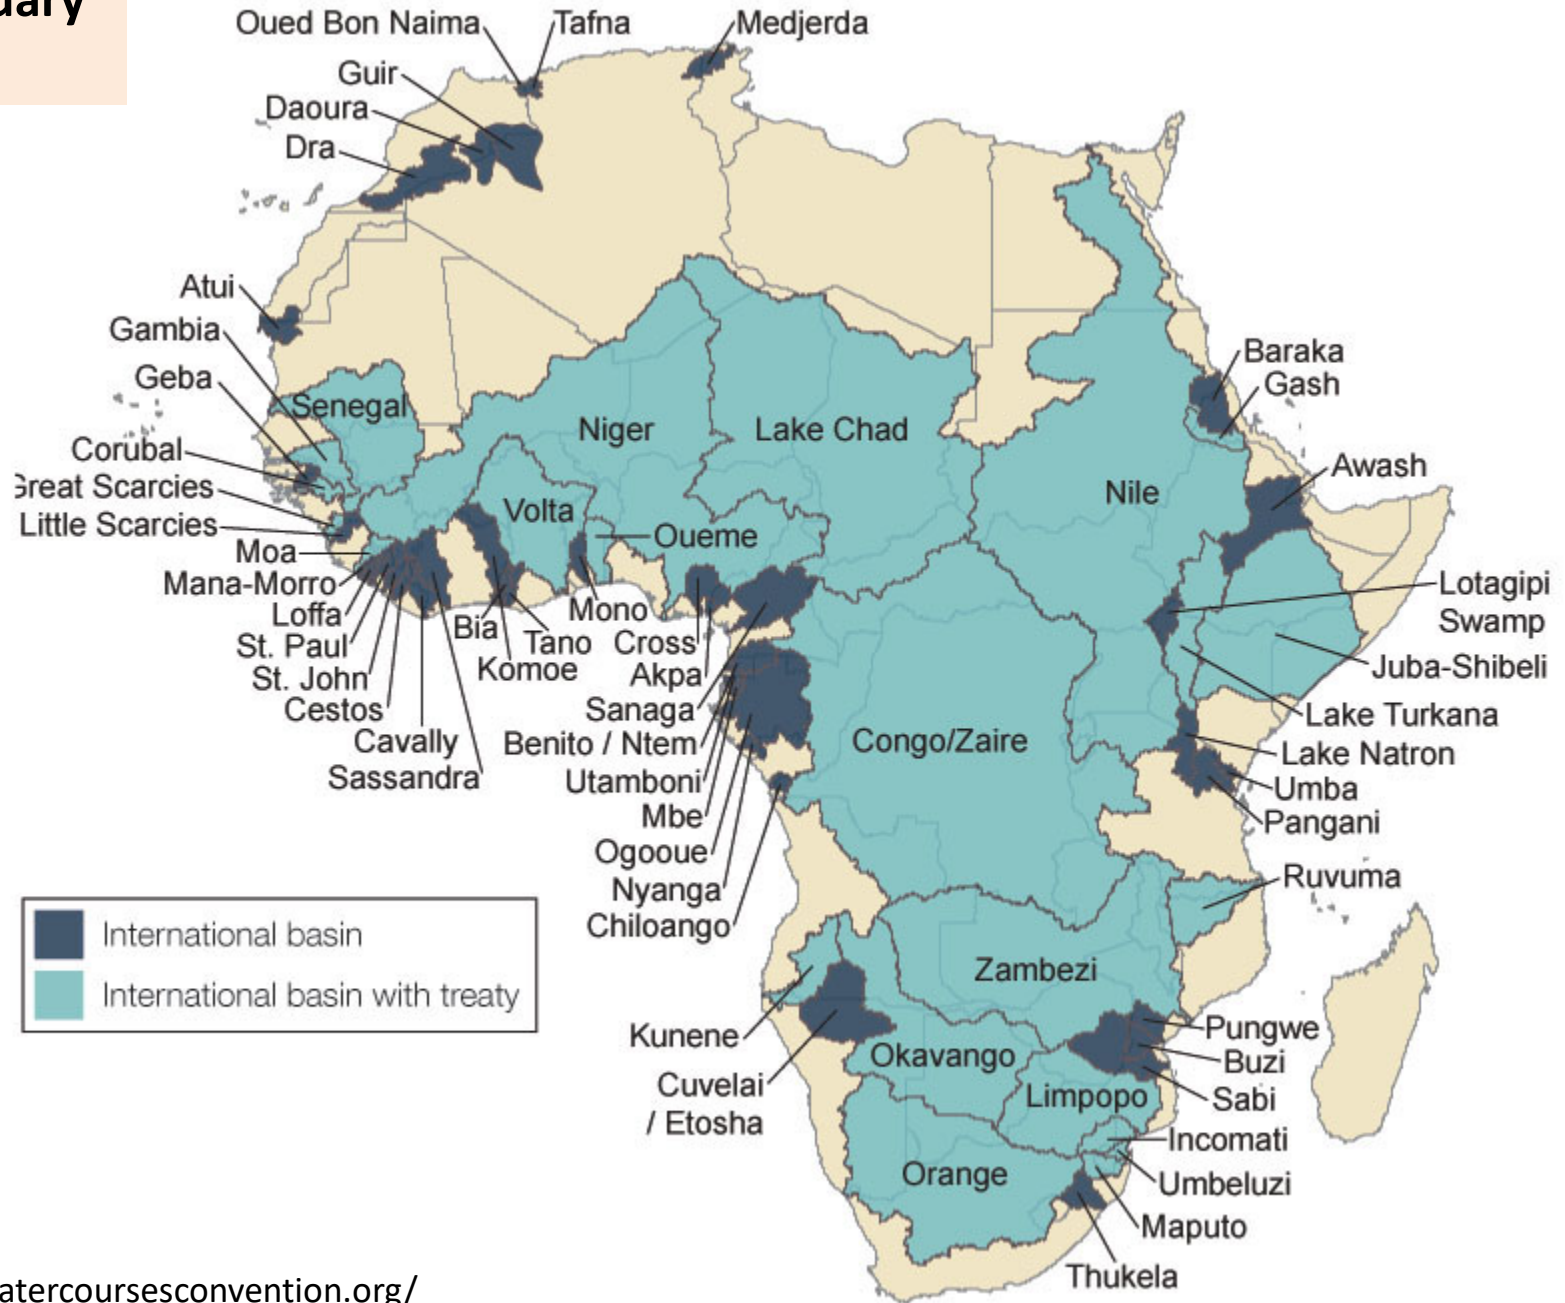 Oued Bon Naima
Tafna
Medjerda
Guir
Daoura
Dra
Atui
Gambia
Geba
Senegal
Niger
Lake Chad
Baraka
Gash
Corubal
Great Scarcies
Little Scarcies
Volta
Oueme
Nile
Awash
Moa
Mana-Morro
Loffa
St. Paul
St. John
Cestos
Cavally
Sassandra
Bia
Komoe
Tano
Mono
Cross
Akpa
Sanaga
Benito / Ntem
Utamboni
Mbe
Ogooue
Nyanga
Chiloango
Congo/Zaire
Lotagipi
Swamp
Juba-Shibeli
Lake Turkana
Lake Natron
Umba
Pangani
Ruvuma
International basin
International basin with treaty
Zambezi
Kunene
Cuvelai
/ Etosha
Okavango
Limpopo
Orange
Pungwe
Buzi
Sabi
Incomati
Umbeluzi
Maputo
Thukela
atercoursesconvention.org/